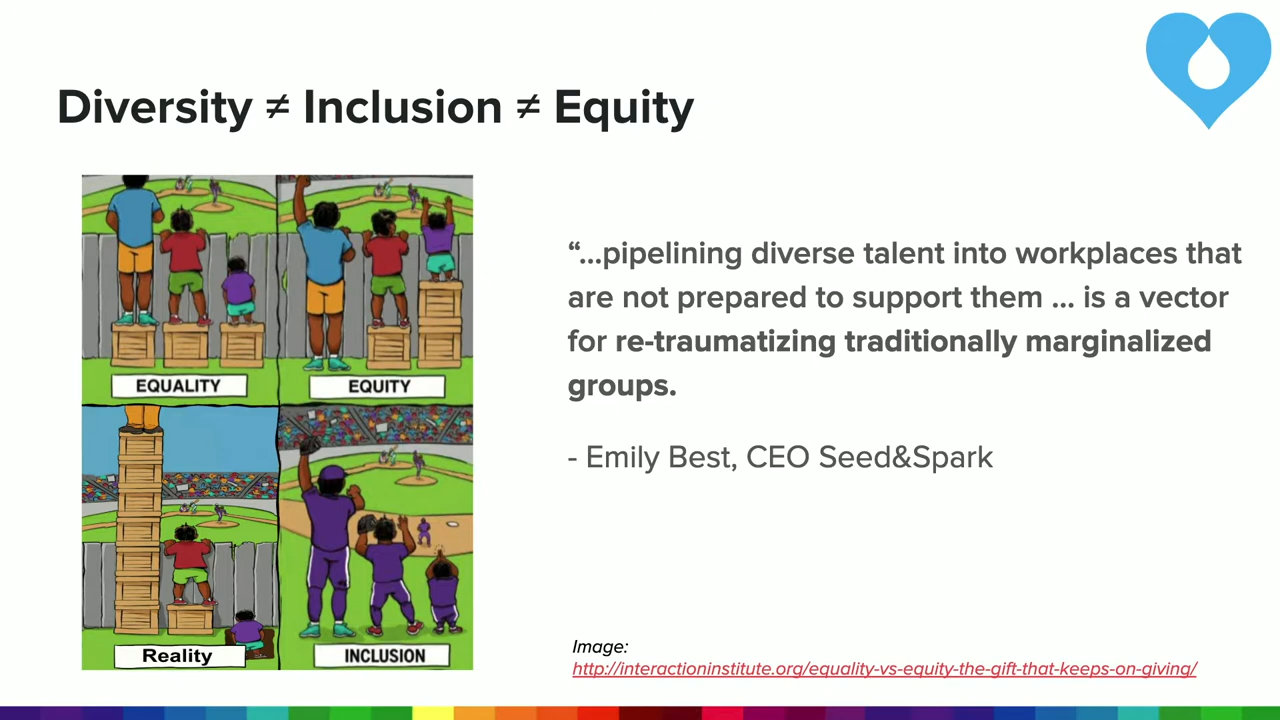 Diversity ≠ Inclusion ≠ Equity
EQUALITY
EQUITY
Reality
INCLUSION
“...pipelining diverse talent into workplaces that
are not prepared to support them ... is a vector
for re-traumatizing traditionally marginalized
groups.
- Emily Best, CEO Seed&Spark
Image:
http://interactioninstitute.org/equality-vs-equity-the-gift-that-keeps-on-giving/